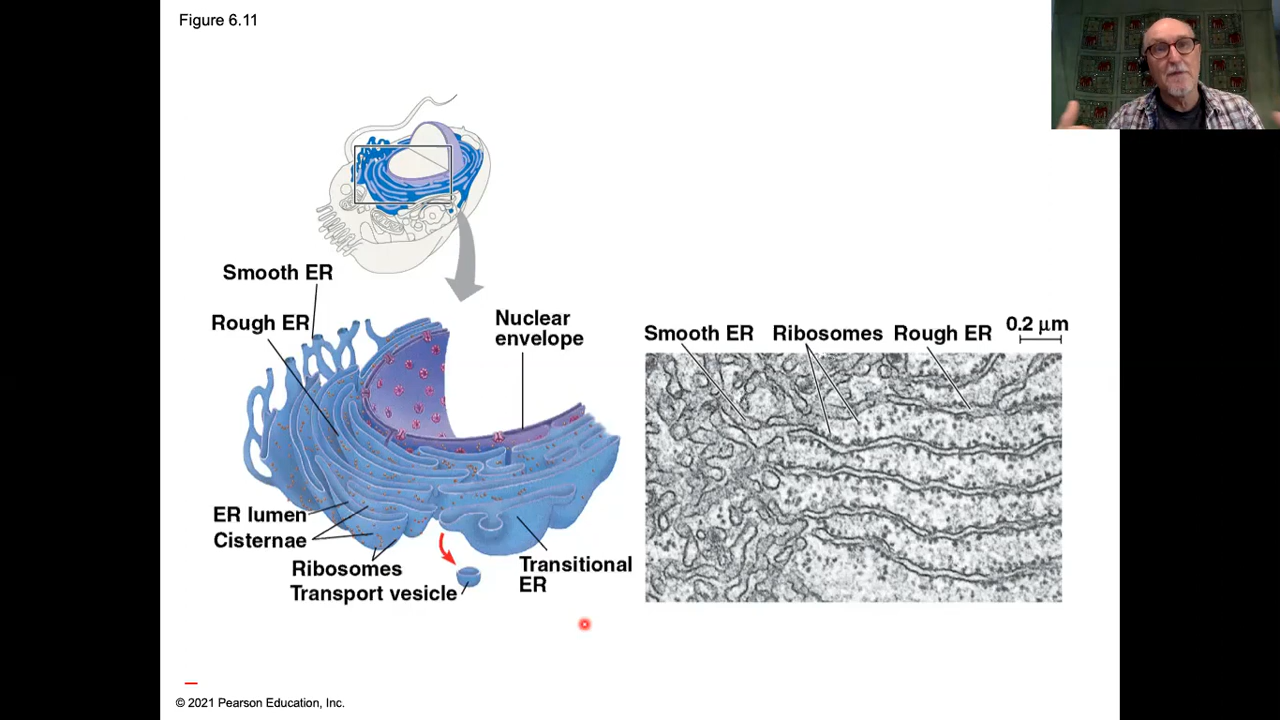 Figure 6.11
Smooth ER
Rough ER
Nuclear
envelope
ER lumen
Cisternae
Ribosomes
Transport vesicle
Transitional
ER
Smooth ER
Ribosomes
Rough ER
0.2 μm
© 2021 Pearson Education, Inc.